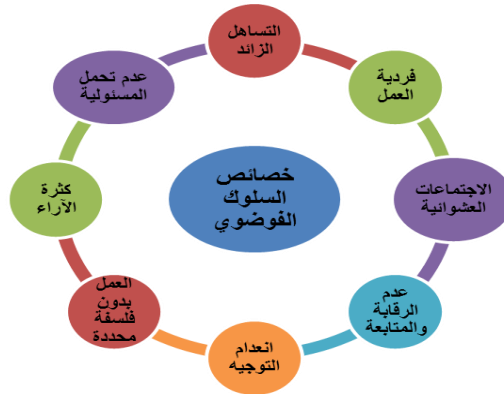 التساهل
الزائد
فردية
العمل
الاجتماعات
العشوائية
عدم
الرقابة
والمتابعة
انعدام
التوجيه
العمل
بدون
فلسفة
محددة
كثرة
الآراء
عدم تحمل
المسئولية
خصائص
السلوك
الفوضوي